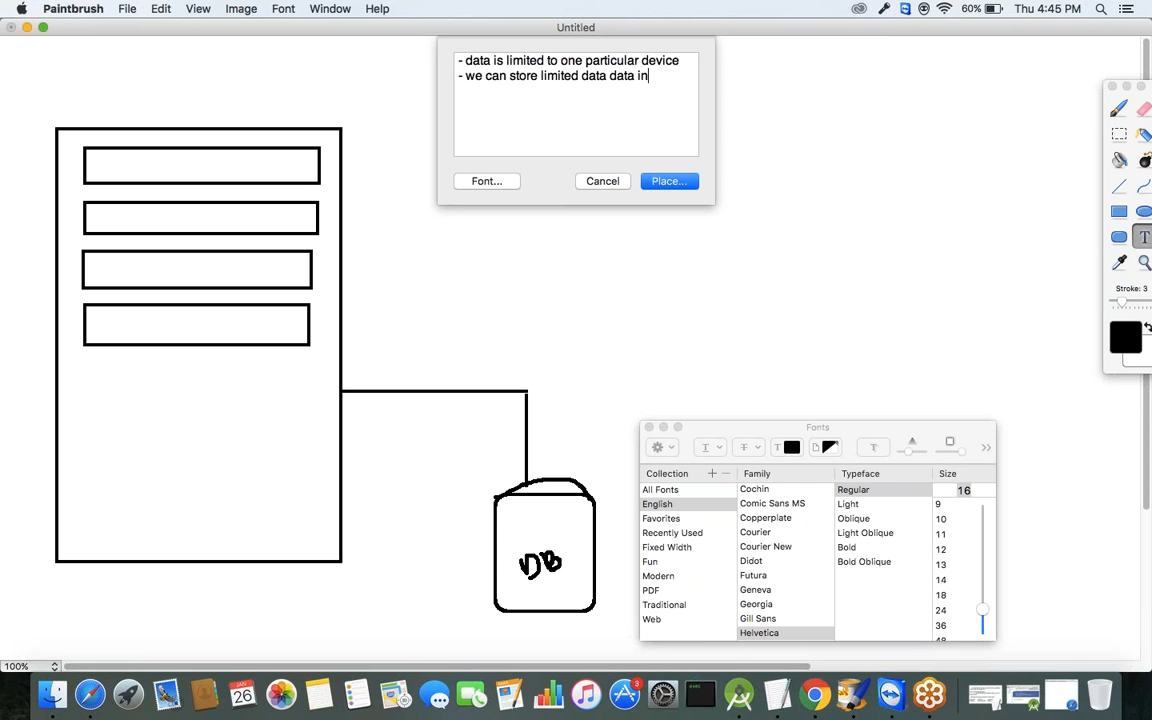 Paintbrush File Edit View Image Font Window Help 60% Thu 4:45 PM
Untitled
- data is limited to one particular device
- we can store limited data data in
Font... Cancel Place...
Stroke: 3
DB
Fonts
Collection Family Typeface Size
All Fonts Cochin Regular 16
English Comic Sans MS Light 9
Favorites Copperplate Oblique 10
Recently Used Courier Light Oblique 11
Fixed Width Courier New Bold 12
Fun Didot Bold Oblique 13
Modern Futura 14
PDF Geneva 18
Traditional Georgia 24
Web Gill Sans 36
Helvetica 48
100%
JAN
26
3